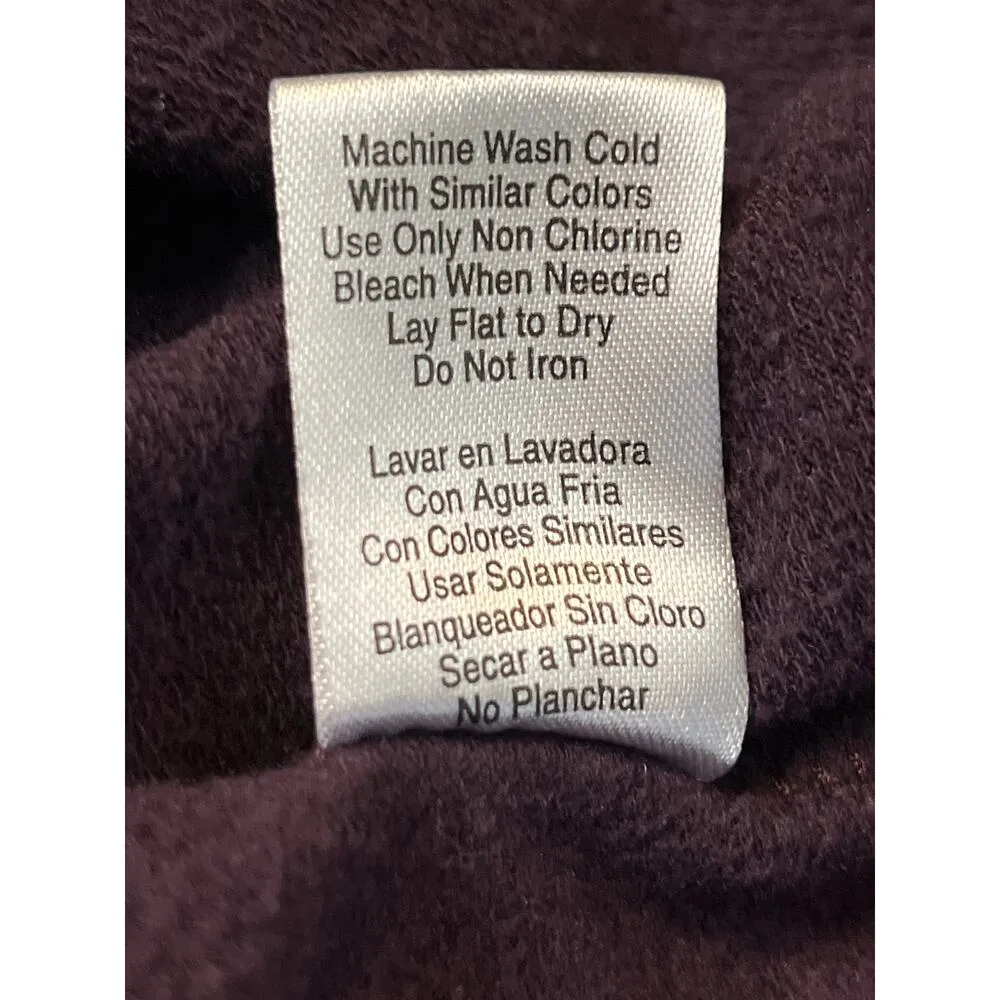 Machine Wash Cold
With Similar Colors
Use Only Non Chlorine
Bleach When Needed
Lay Flat to Dry
Do Not Iron
Lavar en Lavadora
Con Agua Fria
Con Colores Similares
Usar Solamente
Blanqueador Sin Cloro
Secar a Plano
No Planchar